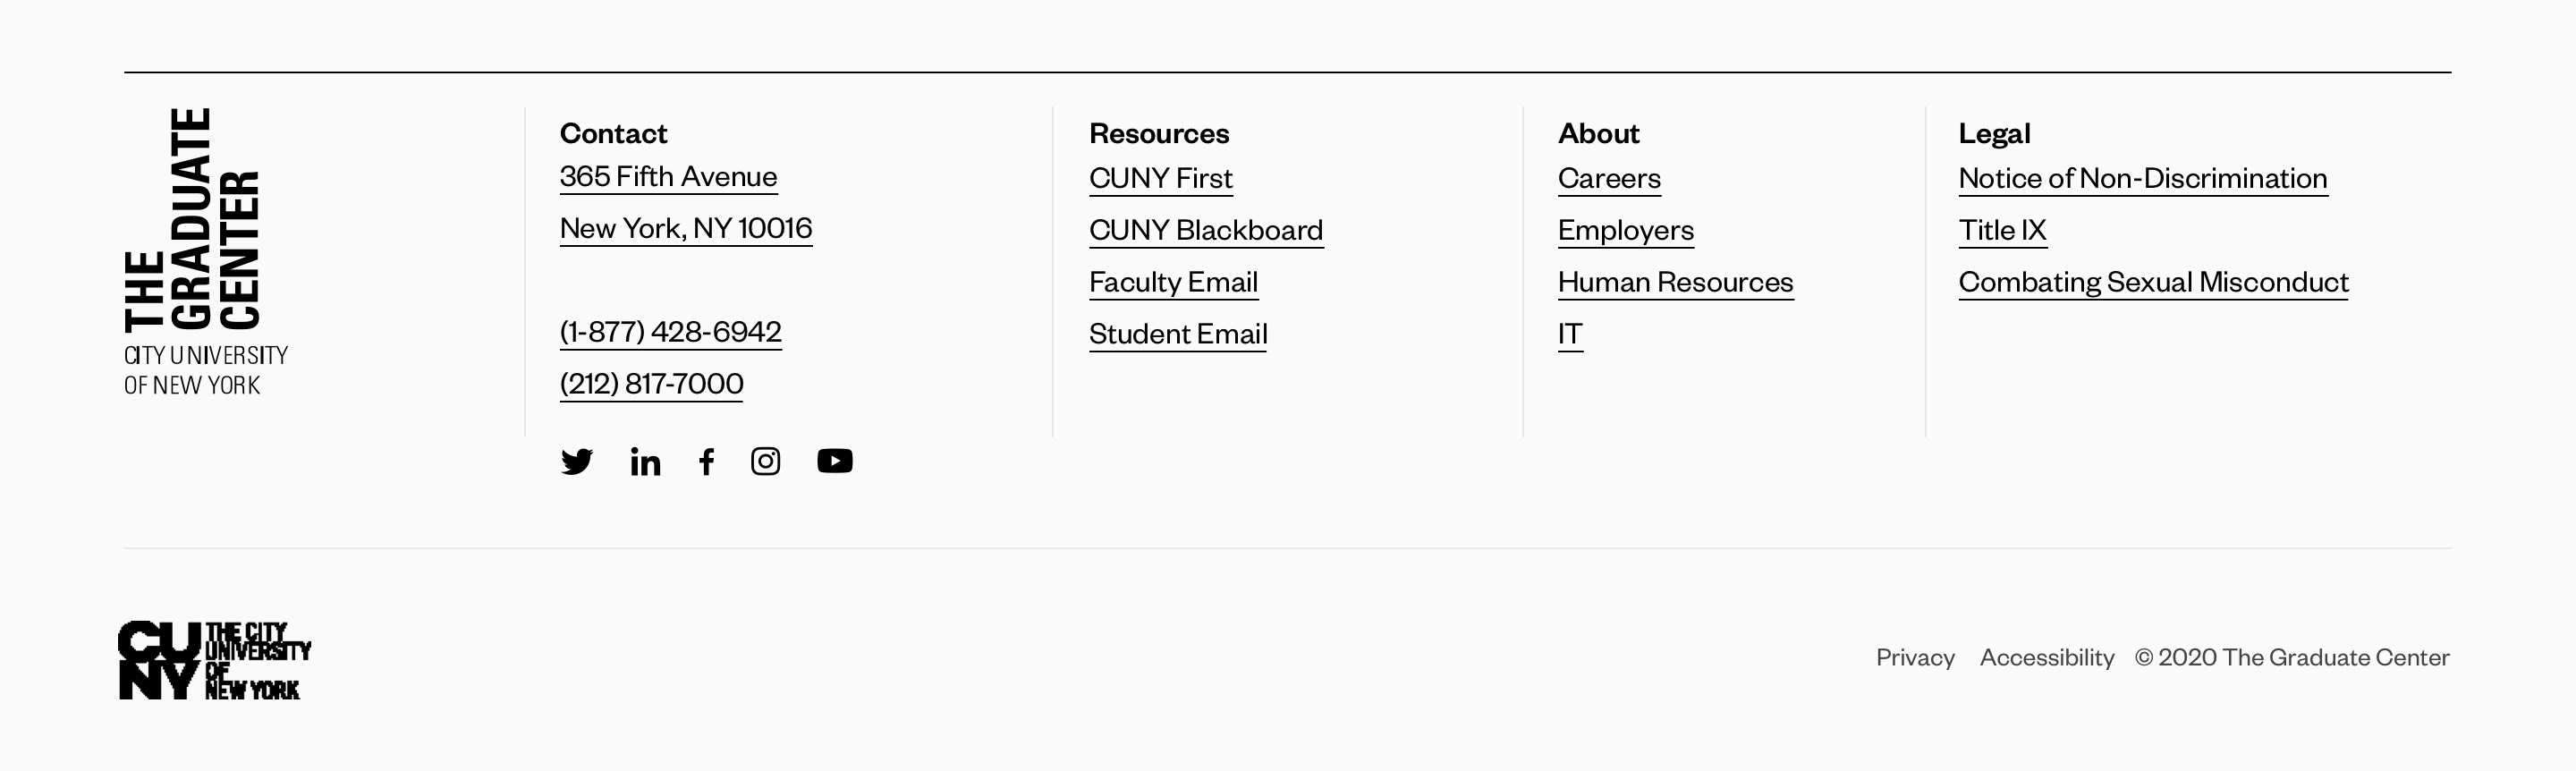 THE
GRADUATE
CENTER
CITY UNIVERSITY
OF NEW YORK
Contact
365 Fifth Avenue
New York, NY 10016
(1-877) 428-6942
(212) 817-7000
Resources
CUNY First
CUNY Blackboard
Faculty Email
Student Email
About
Careers
Employers
Human Resources
IT
Legal
Notice of Non-Discrimination
Title IX
Combating Sexual Misconduct
CU
NY
THE CITY
UNIVERSITY
OF
NEW YORK
Privacy Accessibility © 2020 The Graduate Center